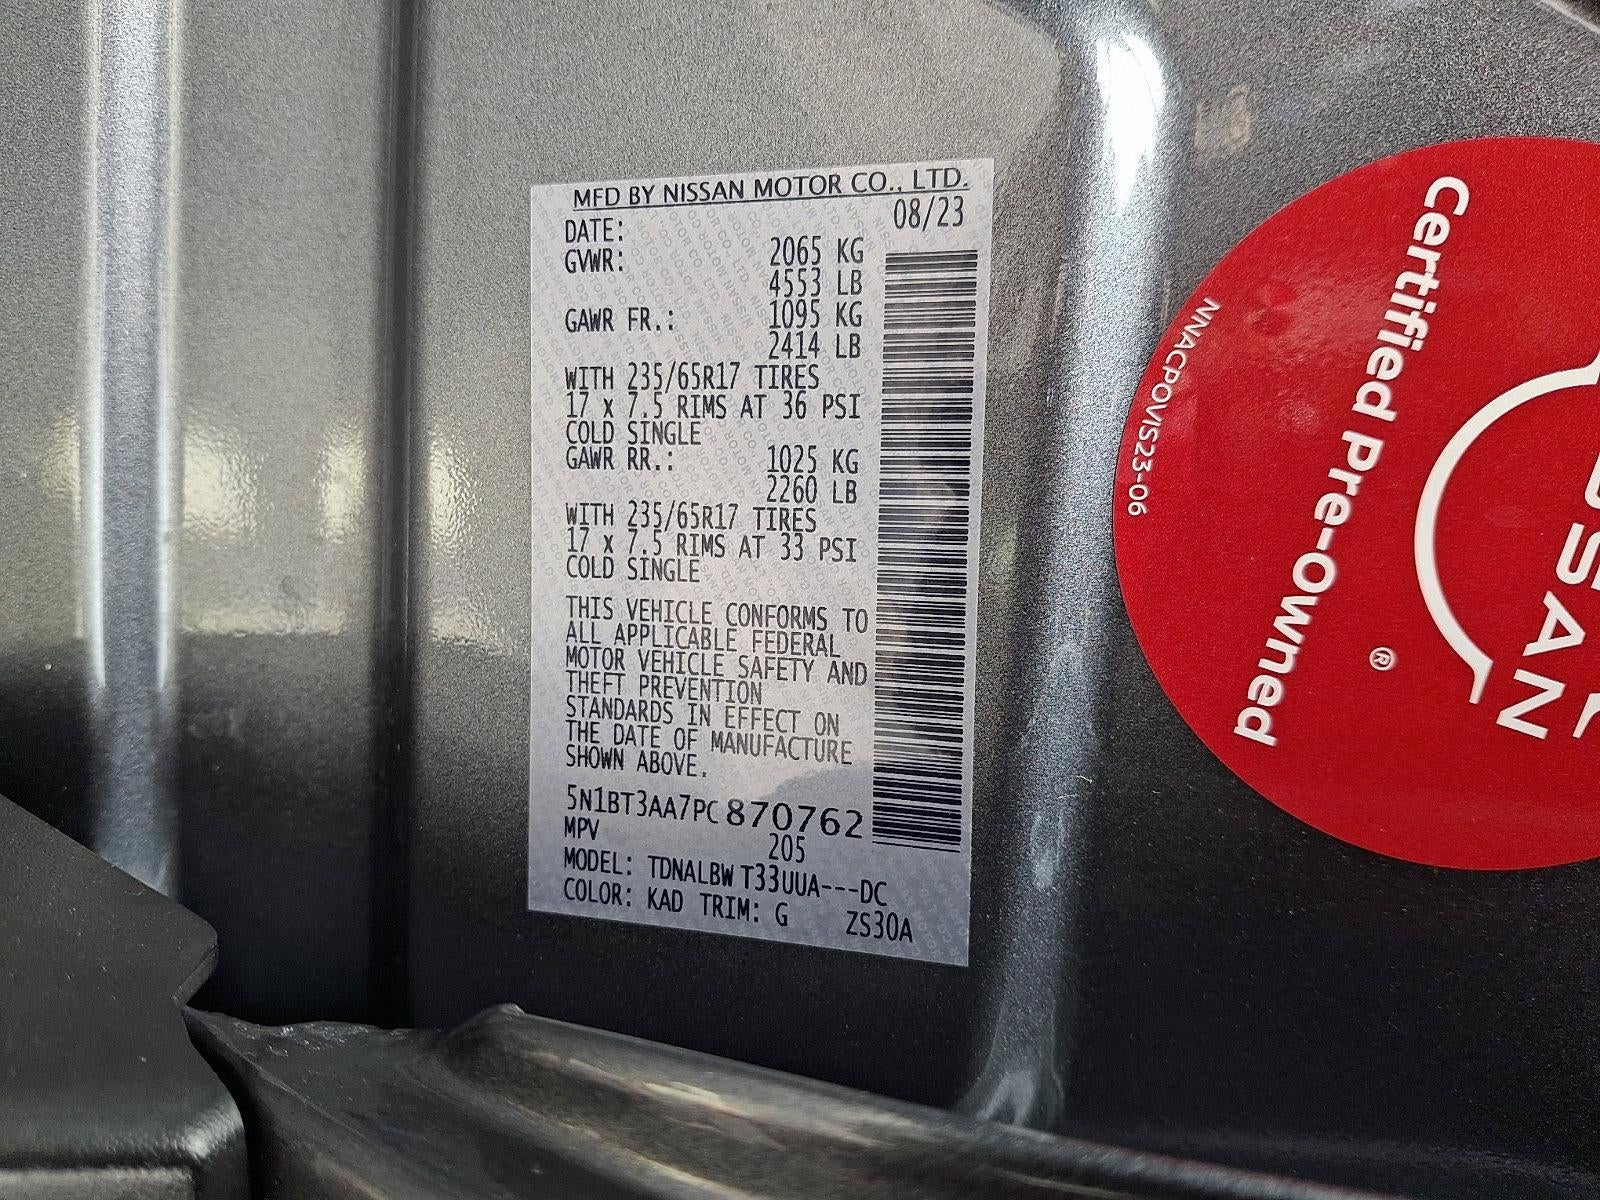 MFD BY NISSAN MOTOR CO., LTD.
DATE: 08/23
GVWR: 2065 KG
4553 LB
GAWR FR.: 1095 KG
2414 LB
WITH 235/65R17 TIRES
17 x 7.5 RIMS AT 36 PSI
COLD SINGLE
GAWR RR.: 1025 KG
2260 LB
WITH 235/65R17 TIRES
17 x 7.5 RIMS AT 33 PSI
COLD SINGLE
THIS VEHICLE CONFORMS TO
ALL APPLICABLE FEDERAL
MOTOR VEHICLE SAFETY AND
THEFT PREVENTION
STANDARDS IN EFFECT ON
THE DATE OF MANUFACTURE
SHOWN ABOVE.
5N1BT3AA7PC870762
MPV 205
MODEL: TDNALBW T33UUA---DC
COLOR: KAD TRIM: G ZS30A
Certified Pre-Owned
®
NNACPOVIS23-06
SSAN